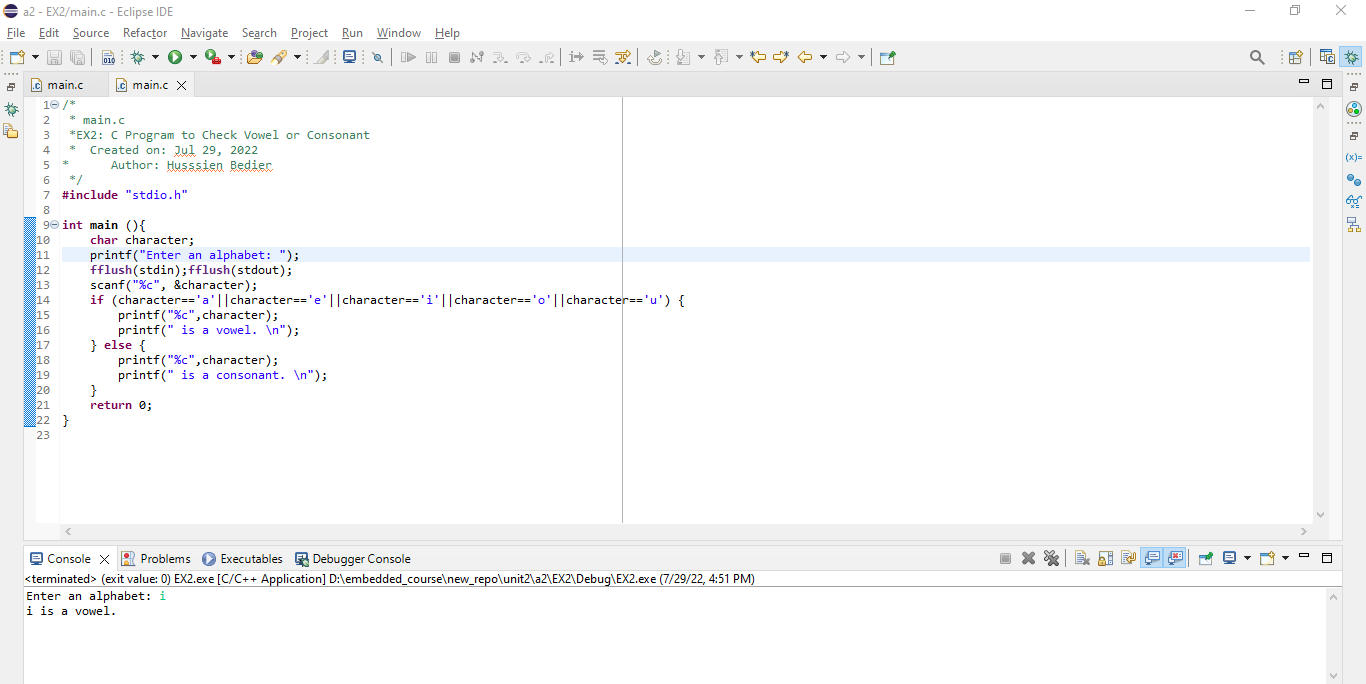 a2 - EX2/main.c - Eclipse IDE
File Edit Source Refactor Navigate Search Project Run Window Help
main.c main.c
1 /*
2  * main.c
3  *EX2: C Program to Check Vowel or Consonant
4  *  Created on: Jul 29, 2022
5 *      Author: Husssien Bedier
6  */
7 #include "stdio.h"
8
9 int main (){
10     char character;
11     printf("Enter an alphabet: ");
12     fflush(stdin);fflush(stdout);
13     scanf("%c", &character);
14     if (character=='a'||character=='e'||character=='i'||character=='o'||character=='u') {
15         printf("%c",character);
16         printf(" is a vowel. \n");
17     } else {
18         printf("%c",character);
19         printf(" is a consonant. \n");
20     }
21     return 0;
22 }
23
Console Problems Executables Debugger Console
<terminated> (exit value: 0) EX2.exe [C/C++ Application] D:\embedded_course\new_repo\unit2\a2\EX2\Debug\EX2.exe (7/29/22, 4:51 PM)
Enter an alphabet: i
i is a vowel.